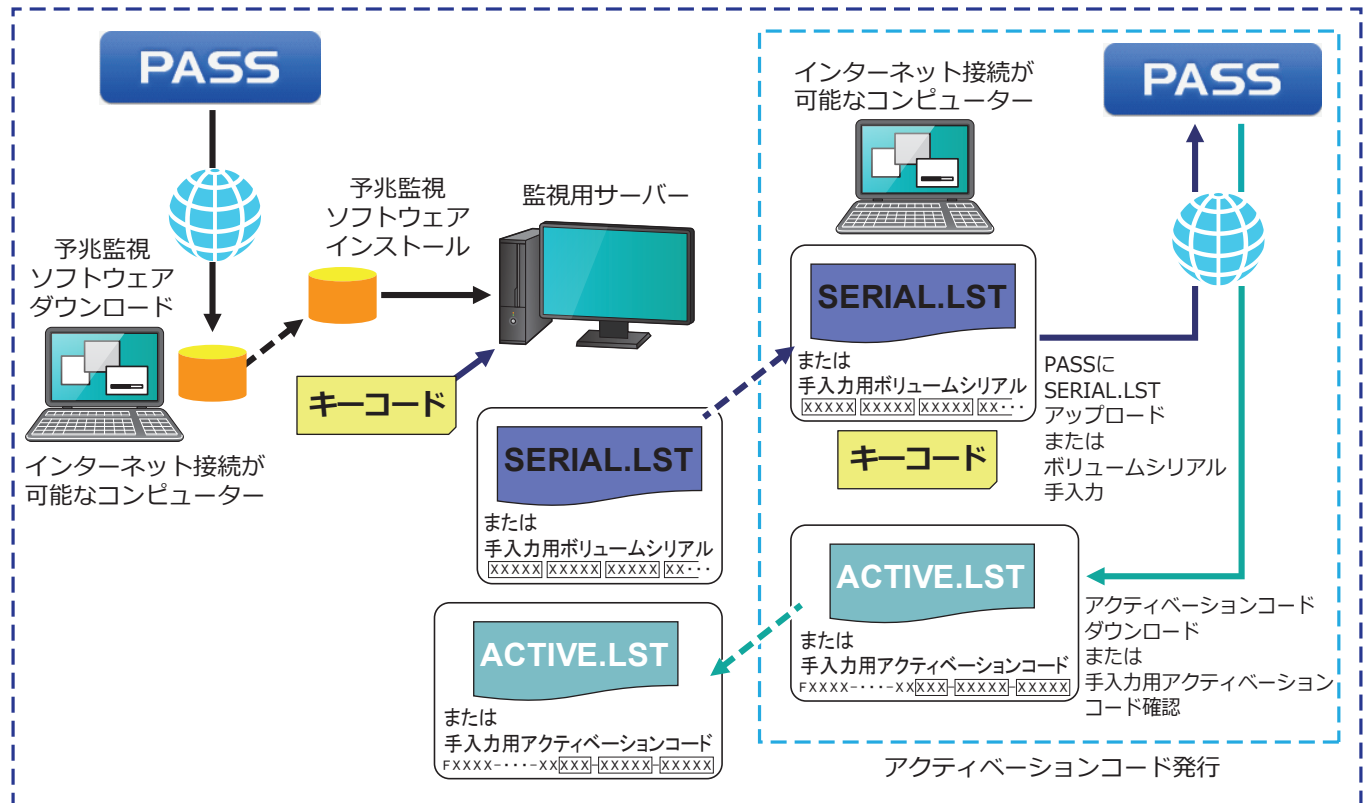 PASS
予兆監視
ソフトウェア
ダウンロード
インターネット接続が
可能なコンピューター
予兆監視
ソフトウェア
インストール
監視用サーバー
キーコード
SERIAL.LST
または
手入力用ボリュームシリアル
XXXXX XXXXX XXXXX XX･･･
ACTIVE.LST
または
手入力用アクティベーションコード
FXXXX-･･･-XXXXX-XXXXX-XXXXX
インターネット接続が
可能なコンピューター
PASS
SERIAL.LST
または
手入力用ボリュームシリアル
XXXXX XXXXX XXXXX XX･･･
キーコード
PASSに
SERIAL.LST
アップロード
または
ボリュームシリアル
手入力
ACTIVE.LST
または
手入力用アクティベーションコード
FXXXX-･･･-XXXXX-XXXXX-XXXXX
アクティベーションコード
ダウンロード
または
手入力用アクティベーション
コード確認
アクティベーションコード発行